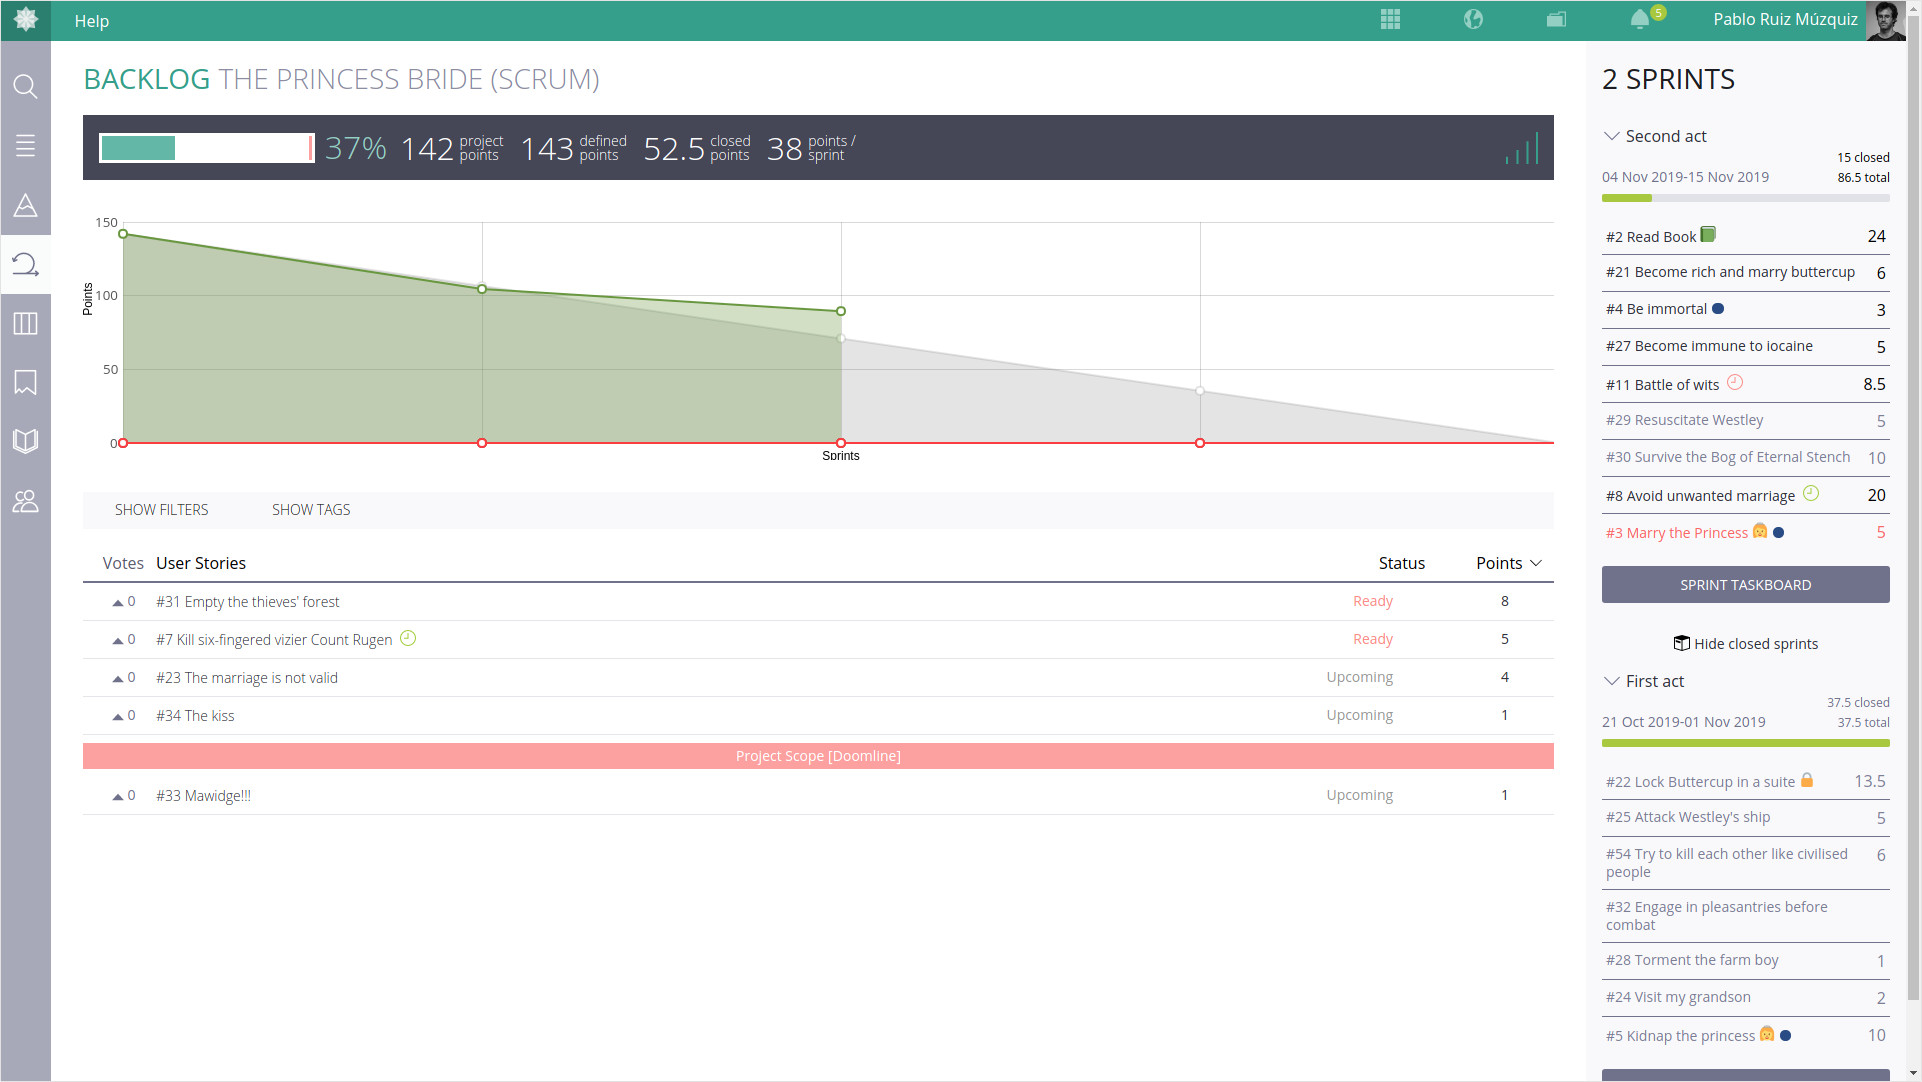 Help
5
Pablo Ruiz Múzquiz
BACKLOG THE PRINCESS BRIDE (SCRUM)
37% 142 project points 143 defined points 52.5 closed points 38 points / sprint
150
100
50
0
Points
Sprints
SHOW FILTERS SHOW TAGS
Votes User Stories Status Points
0 #31 Empty the thieves' forest Ready 8
0 #7 Kill six-fingered vizier Count Rugen Ready 5
0 #23 The marriage is not valid Upcoming 4
0 #34 The kiss Upcoming 1
Project Scope [Doomline]
0 #33 Mawidge!!! Upcoming 1
2 SPRINTS
Second act
15 closed
04 Nov 2019-15 Nov 2019 86.5 total
#2 Read Book 24
#21 Become rich and marry buttercup 6
#4 Be immortal 3
#27 Become immune to iocaine 5
#11 Battle of wits 8.5
#29 Resuscitate Westley 5
#30 Survive the Bog of Eternal Stench 10
#8 Avoid unwanted marriage 20
#3 Marry the Princess 5
SPRINT TASKBOARD
Hide closed sprints
First act
37.5 closed
21 Oct 2019-01 Nov 2019 37.5 total
#22 Lock Buttercup in a suite 13.5
#25 Attack Westley's ship 5
#54 Try to kill each other like civilised 6
people
#32 Engage in pleasantries before
combat
#28 Torment the farm boy 1
#24 Visit my grandson 2
#5 Kidnap the princess 10